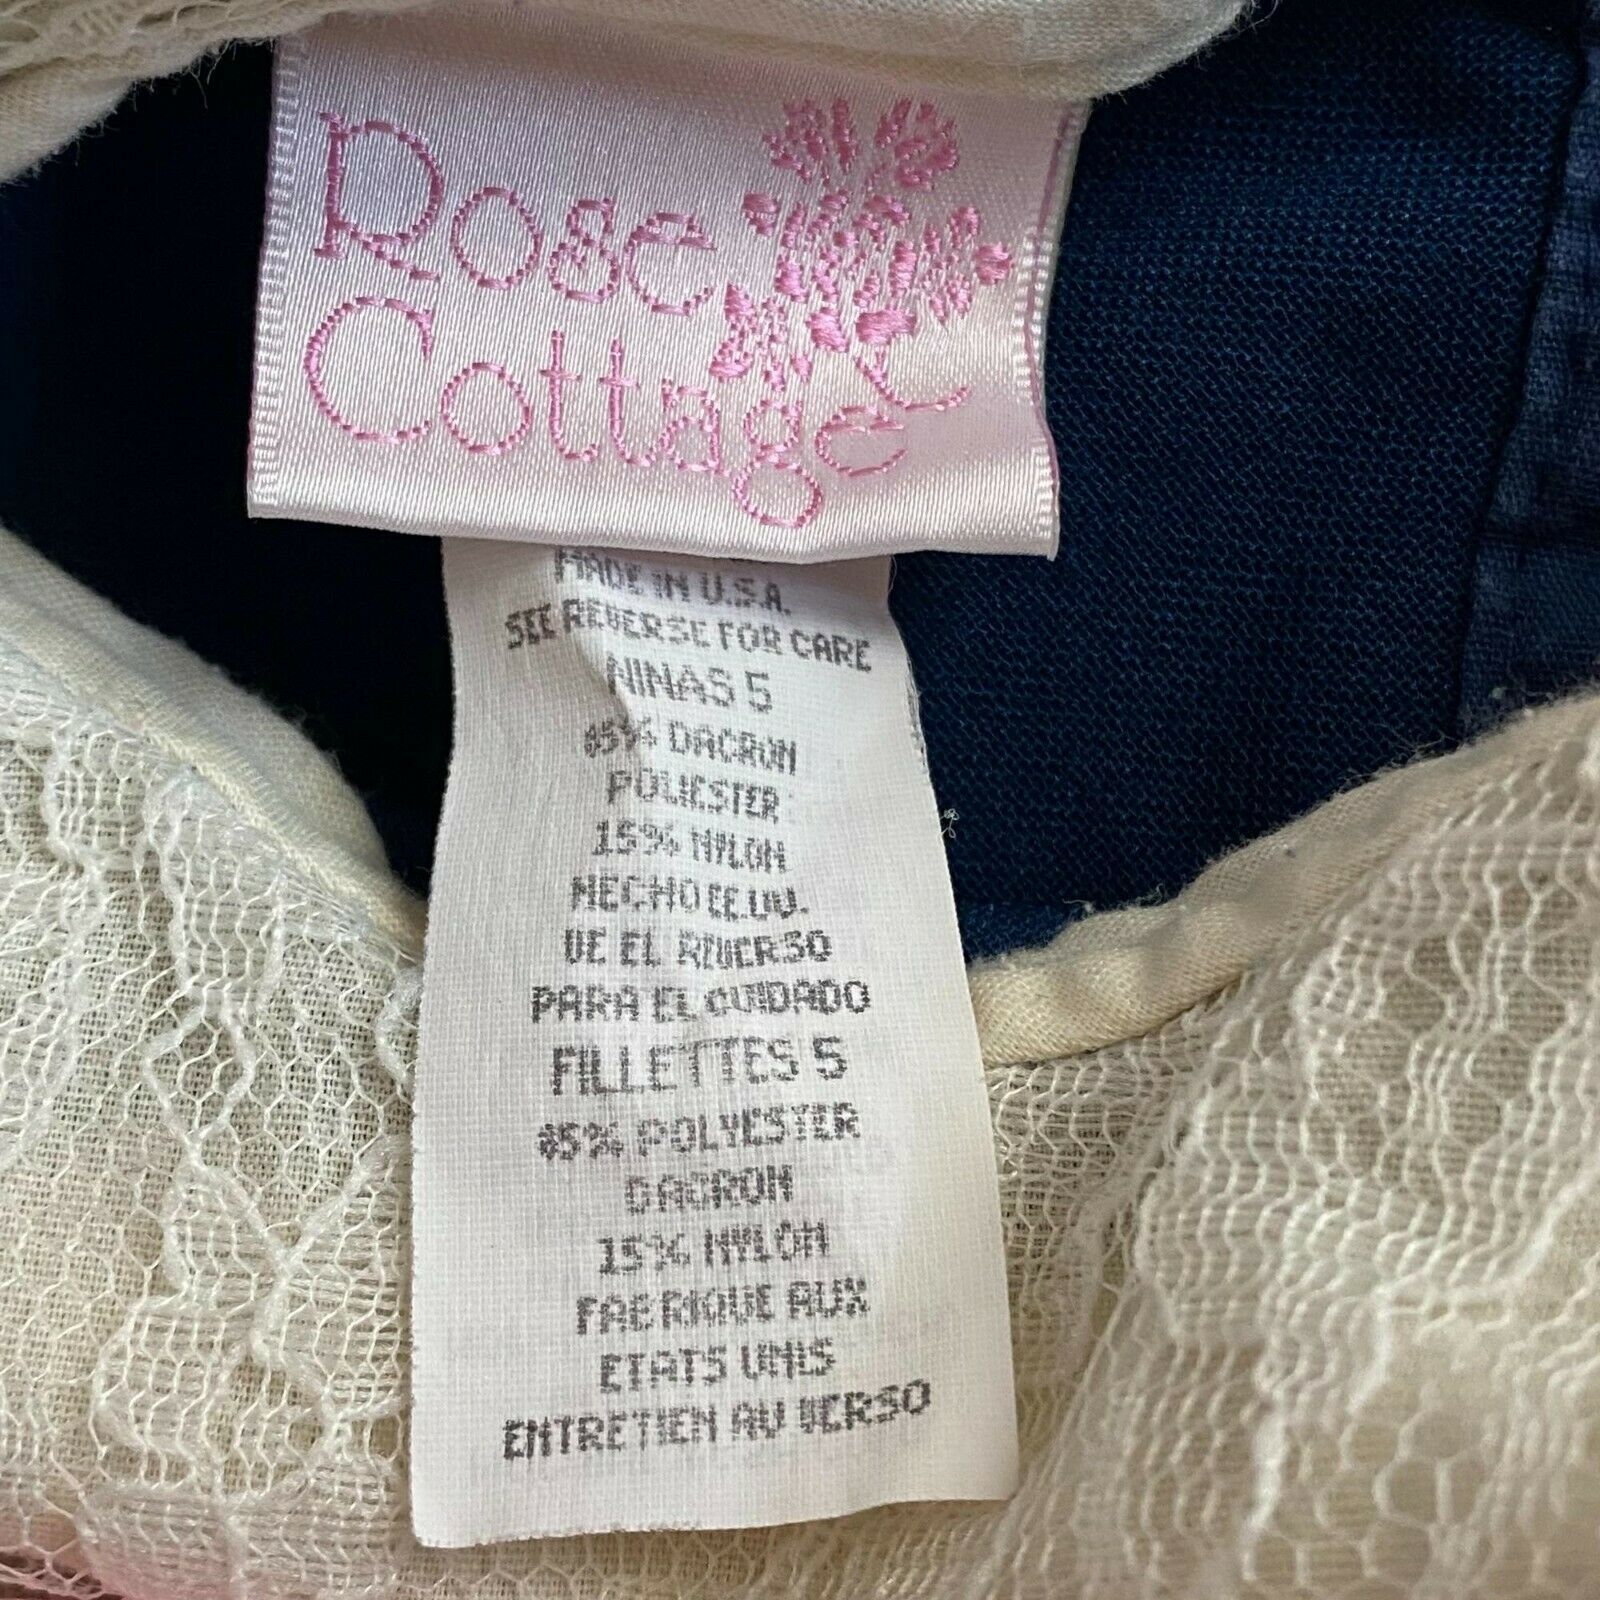 Rose
Cottage
MADE IN U.S.A.
SEE REVERSE FOR CARE
NINAS 5
85% DACRON
POLIESTER
15% NYLON
HECHO EE.UU.
VE EL REVERSO
PARA EL CUIDADO
FILLETTES 5
85% POLYESTER
DACRON
15% NYLON
FABRIQUE AUX
ETATS UNIS
ENTRETIEN AU VERSO